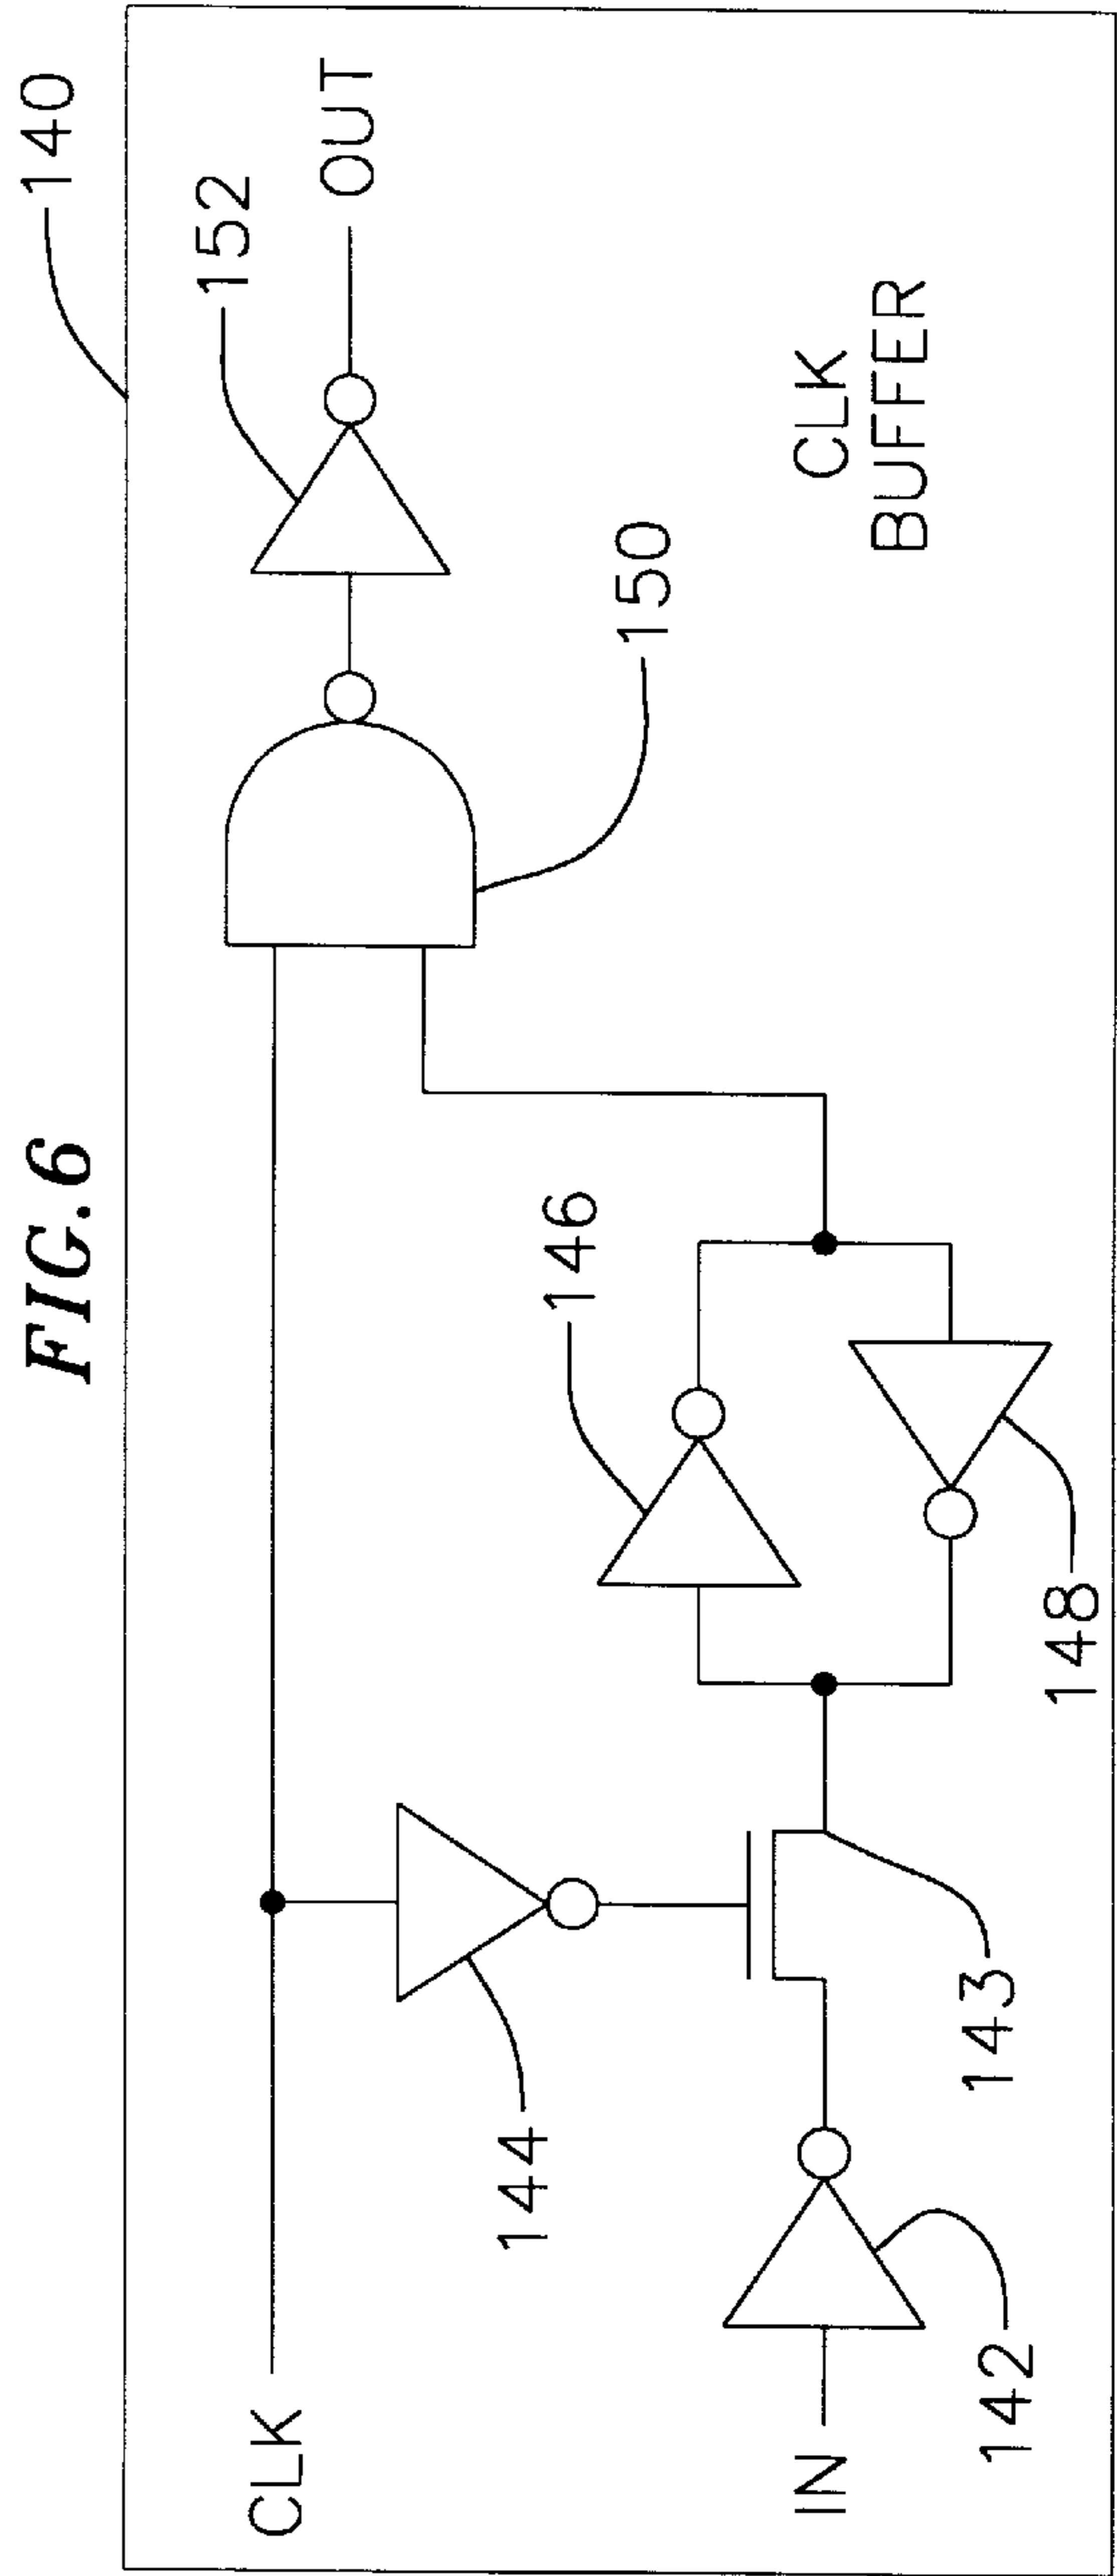 FIG. 6
140
CLK
OUT
152
144
146
150
IN
142
143
148
CLK
BUFFER